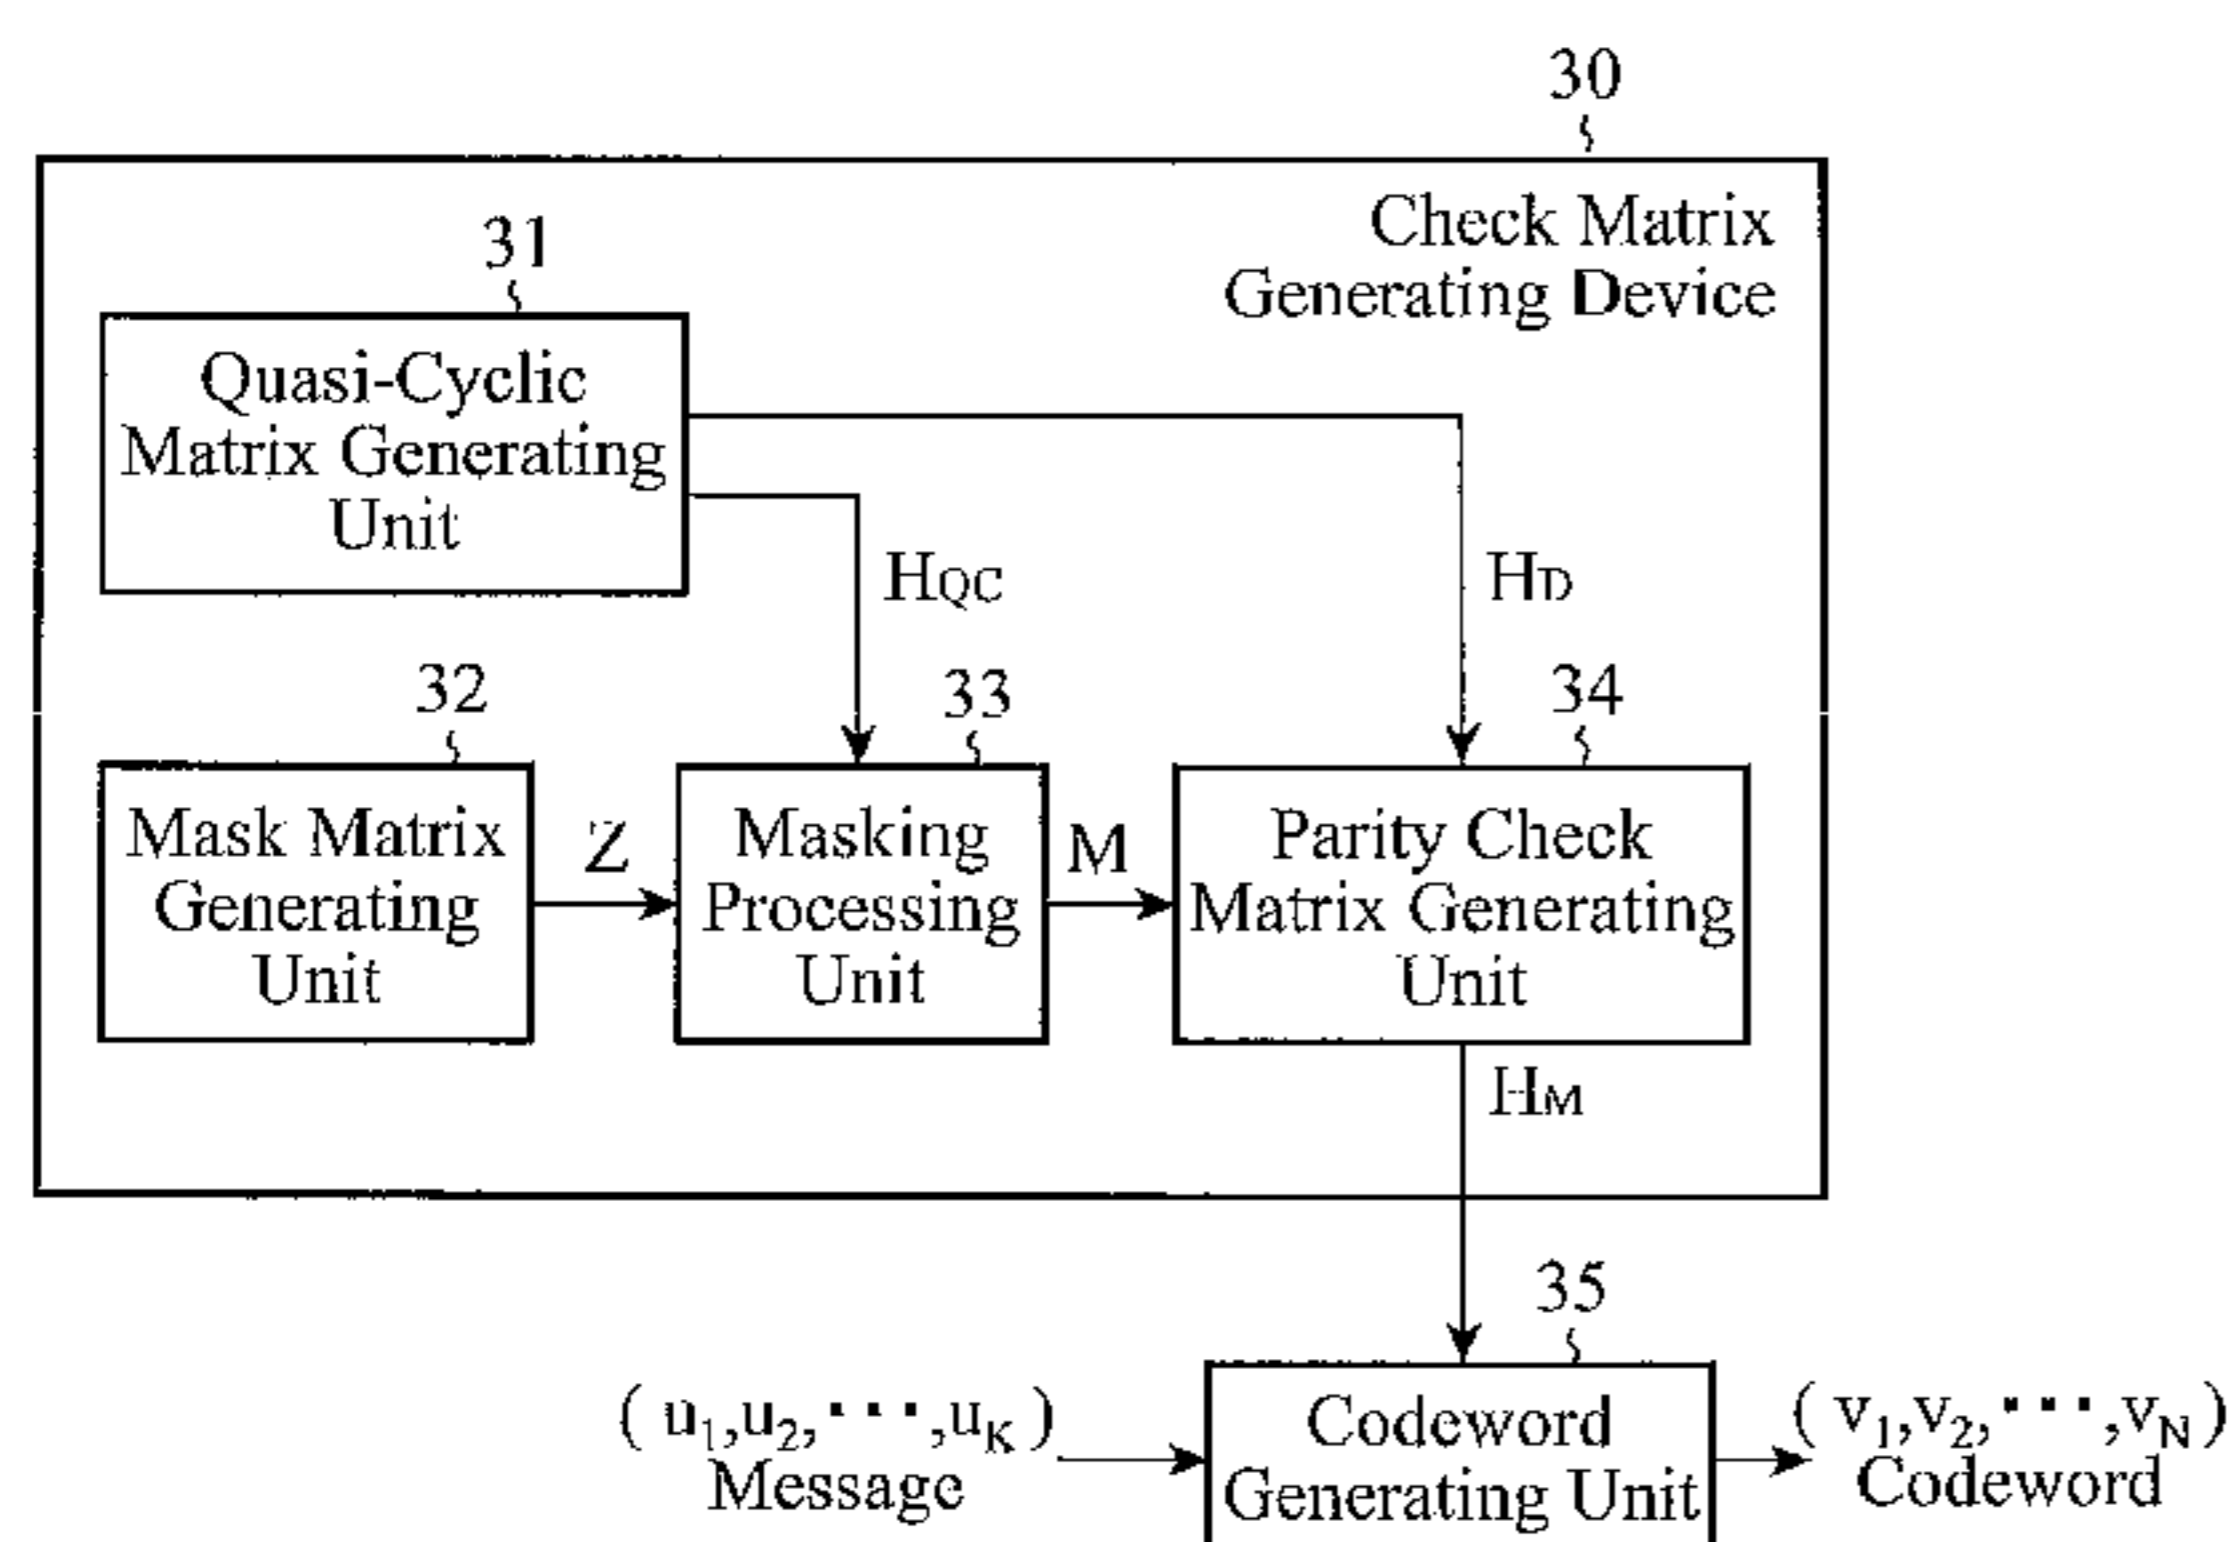 30
Check Matrix
Generating Device
31
Quasi-Cyclic
Matrix Generating
Unit
HQC
HD
32
33
34
Mask Matrix
Generating
Unit
Z
Masking
Processing
Unit
M
Parity Check
Matrix Generating
Unit
HM
35
( u1,u2,･･･,uK )
Message
Codeword
Generating Unit
( v1,v2,･･･,vN )
Codeword